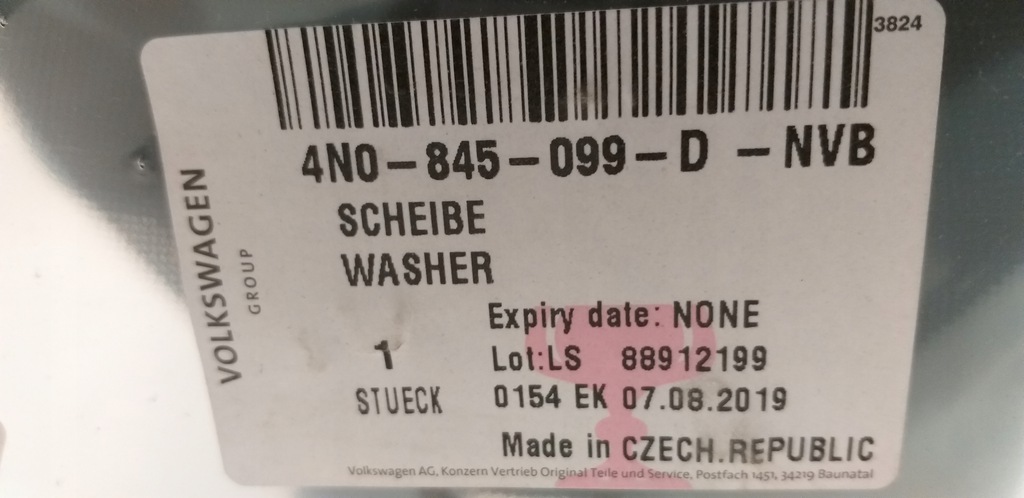 3824
4N0-845-099-D -NVB
SCHEIBE
WASHER
Expiry date: NONE
1
Lot:LS 88912199
STUECK
0154 EK 07.08.2019
Made in CZECH.REPUBLIC
Volkswagen AG, Konzern Vertrieb Original Teile und Service, Postfach 1451, 34219 Baunatal
VOLKSWAGEN
GROUP